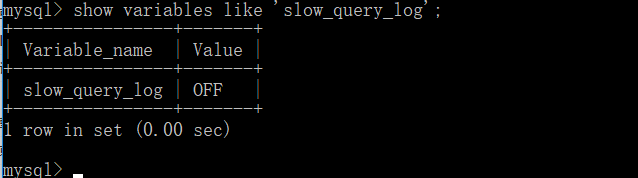 mysql> show variables like 'slow_query_log';
+----------------+-------+
| Variable_name  | Value |
+----------------+-------+
| slow_query_log | OFF   |
+----------------+-------+
1 row in set (0.00 sec)
mysql>